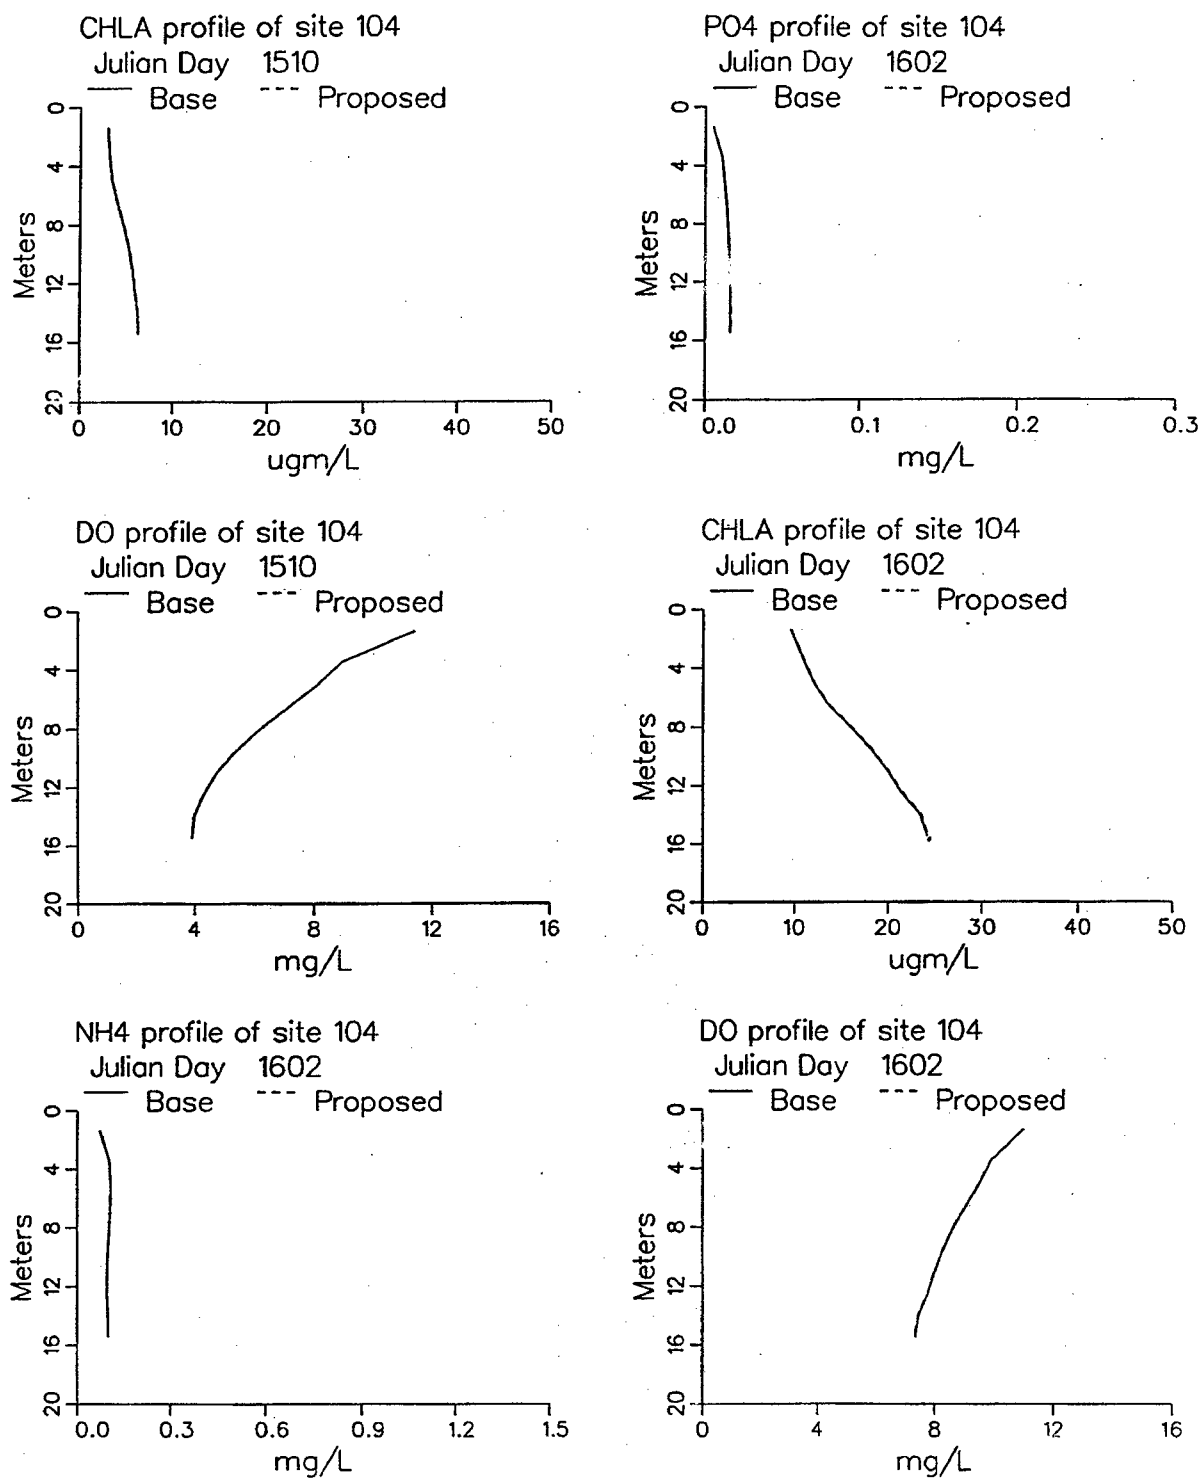 CHLA profile of site 104
Julian Day 1510
Base Proposed
0
4
8
12
16
20
Meters
0 10 20 30 40 50
ugm/L
PO4 profile of site 104
Julian Day 1602
Base Proposed
0
4
8
12
16
20
Meters
0.0 0.1 0.2 0.3
mg/L
DO profile of site 104
Julian Day 1510
Base Proposed
0
4
8
12
16
20
Meters
0 4 8 12 16
mg/L
CHLA profile of site 104
Julian Day 1602
Base Proposed
0
4
8
12
16
20
Meters
0 10 20 30 40 50
ugm/L
NH4 profile of site 104
Julian Day 1602
Base Proposed
0
4
8
12
16
20
Meters
0.0 0.3 0.6 0.9 1.2 1.5
mg/L
DO profile of site 104
Julian Day 1602
Base Proposed
0
4
8
12
16
20
Meters
0 4 8 12 16
mg/L